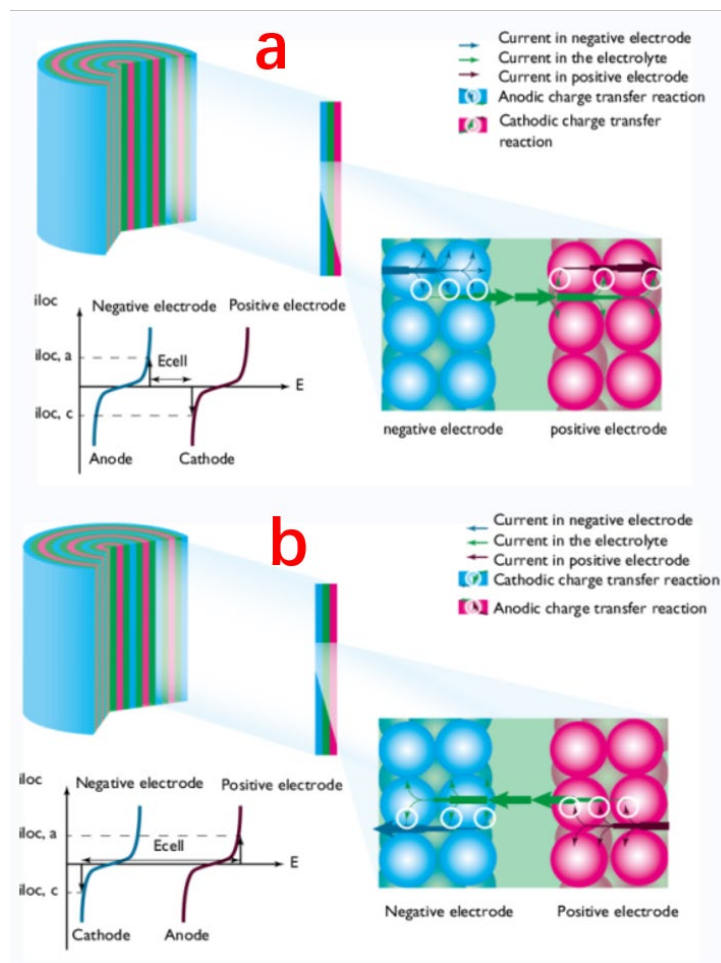 a
Current in negative electrode
Current in the electrolyte
Current in positive electrode
Anodic charge transfer reaction
Cathodic charge transfer
reaction
iloc
Negative electrode
Positive electrode
iloc, a
Ecell
E
iloc, c
Anode
Cathode
negative electrode
positive electrode
b
Current in negative electrode
Current in the electrolyte
Current in positive electrode
Cathodic charge transfer reaction
Anodic charge transfer reaction
iloc
Negative electrode
Positive electrode
iloc, a
Ecell
E
iloc, c
Cathode
Anode
Negative electrode
Positive electrode